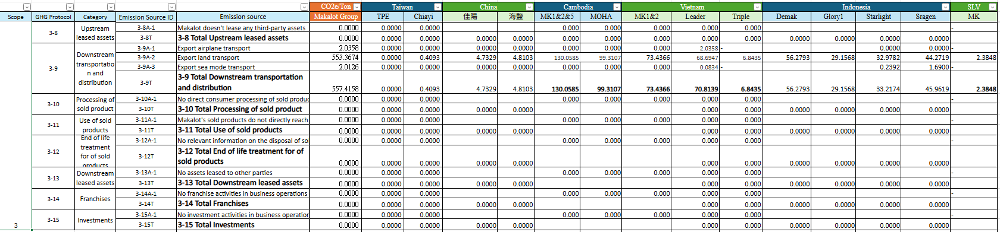 CO2e/Ton Taiwan China Cambodia Vietnam Indonesia SLV
Scope GHG Protocol Category Emission Source ID Emission source Makalot Group TPE Chiayi 佳陽 海鹽 MK1&2&5 MOHA MK1&2 Leader Triple Demak Glory1 Starlight Sragen MK
3-8 Upstream leased assets 3-8A-1 Makalot doesn't lease any third-party assets 0.0000 0.0000 0.0000 0.000 0.000 0.000 0.000 0.000 -
3-8T 3-8 Total Upstream leased assets 0.0000 0.0000 0.0000 0.0000 0.0000 0.000 0.000 0.000 0.000 0.000 0.0000 0.0000 0.0000 0.0000
3-9 Downstream transportatio n and distribution 3-9A-1 Export airplane transport 2.0358 0.0000 0.0000 0.0000 0.0000 0.000 0.000 0.000 2.0358 - 0.0000 0.0000 -
3-9A-2 Export land transport 553.3674 0.0000 0.4093 4.7329 4.8103 130.0585 99.3107 73.4366 68.6947 6.8435 56.2793 29.1568 32.9782 44.2719 2.3848
3-9A-3 Export sea mode transport 2.0126 0.0000 0.0000 0.0000 0.0000 0.000 0.000 0.000 0.0834 - 0.2392 1.6900 -
3-9T 3-9 Total Downstream transportation and distribution 557.4158 0.0000 0.4093 4.7329 4.8103 130.0585 99.3107 73.4366 70.8139 6.8435 56.2793 29.1568 33.2174 45.9619 2.3848
3-10 Processing of sold product 3-10A-1 No direct consumer processing of sold produc 0.0000 0.0000 0.0000 0.000 0.000 0.000 0.000 0.000 -
3-10T 3-10 Total Processing of sold product 0.0000 0.0000 0.0000 0.0000 0.0000 0.000 0.000 0.0000 0.0000 0.0000 0.0000
3-11 Use of sold products 3-11A-1 Makalot's sold products do not directly reach 0.0000 0.0000 0.0000 0.000 0.000 0.000 0.000 0.000 -
3-11T 3-11 Total Use of sold products 0.0000 0.0000 0.0000 0.0000 0.0000 0.000 0.000 0.0000 0.0000 0.0000 0.0000
3-12 End of life treatment for of sold products 3-12A-1 No relevant information on the disposal of so 0.0000 0.0000 0.0000 0.000 0.000 0.000 0.000 0.000 -
3-12T 3-12 Total End of life treatment for of sold products 0.0000 0.0000 0.0000 0.0000 0.0000 0.000 0.000 0.0000 0.0000 0.0000 0.0000
3-13 Downstream leased assets 3-13A-1 No assets leased to other parties 0.0000 0.0000 0.0000 0.000 0.000 0.000 0.000 0.000 -
3-13T 3-13 Total Downstream leased assets 0.0000 0.0000 0.0000 0.0000 0.0000 0.000 0.000 0.0000 0.0000 0.0000 0.0000
3-14 Franchises 3-14A-1 No franchise activities in business operations 0.0000 0.0000 0.0000 0.000 0.000 0.000 0.000 0.000 -
3-14T 3-14 Total Franchises 0.0000 0.0000 0.0000 0.0000 0.0000 0.000 0.000 0.0000 0.0000 0.0000 0.0000
3-15 Investments 3-15A-1 No investment activities in business operation 0.0000 0.0000 0.0000 0.000 0.000 0.000 0.000 0.000 -
3 3-15T 3-15 Total Investments 0.0000 0.0000 0.0000 0.0000 0.0000 0.000 0.000 0.0000 0.0000 0.0000 0.0000